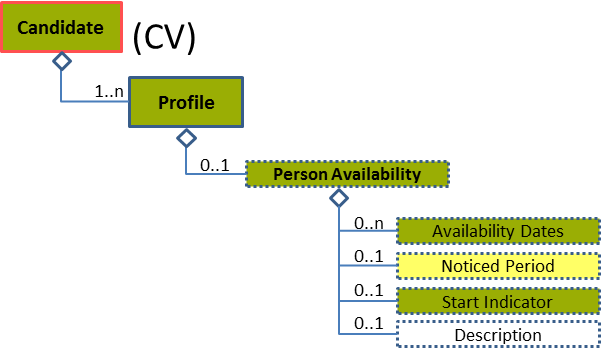 Candidate (CV)
1..n Profile
0..1 Person Availability
0..n Availability Dates
0..1 Noticed Period
0..1 Start Indicator
0..1 Description